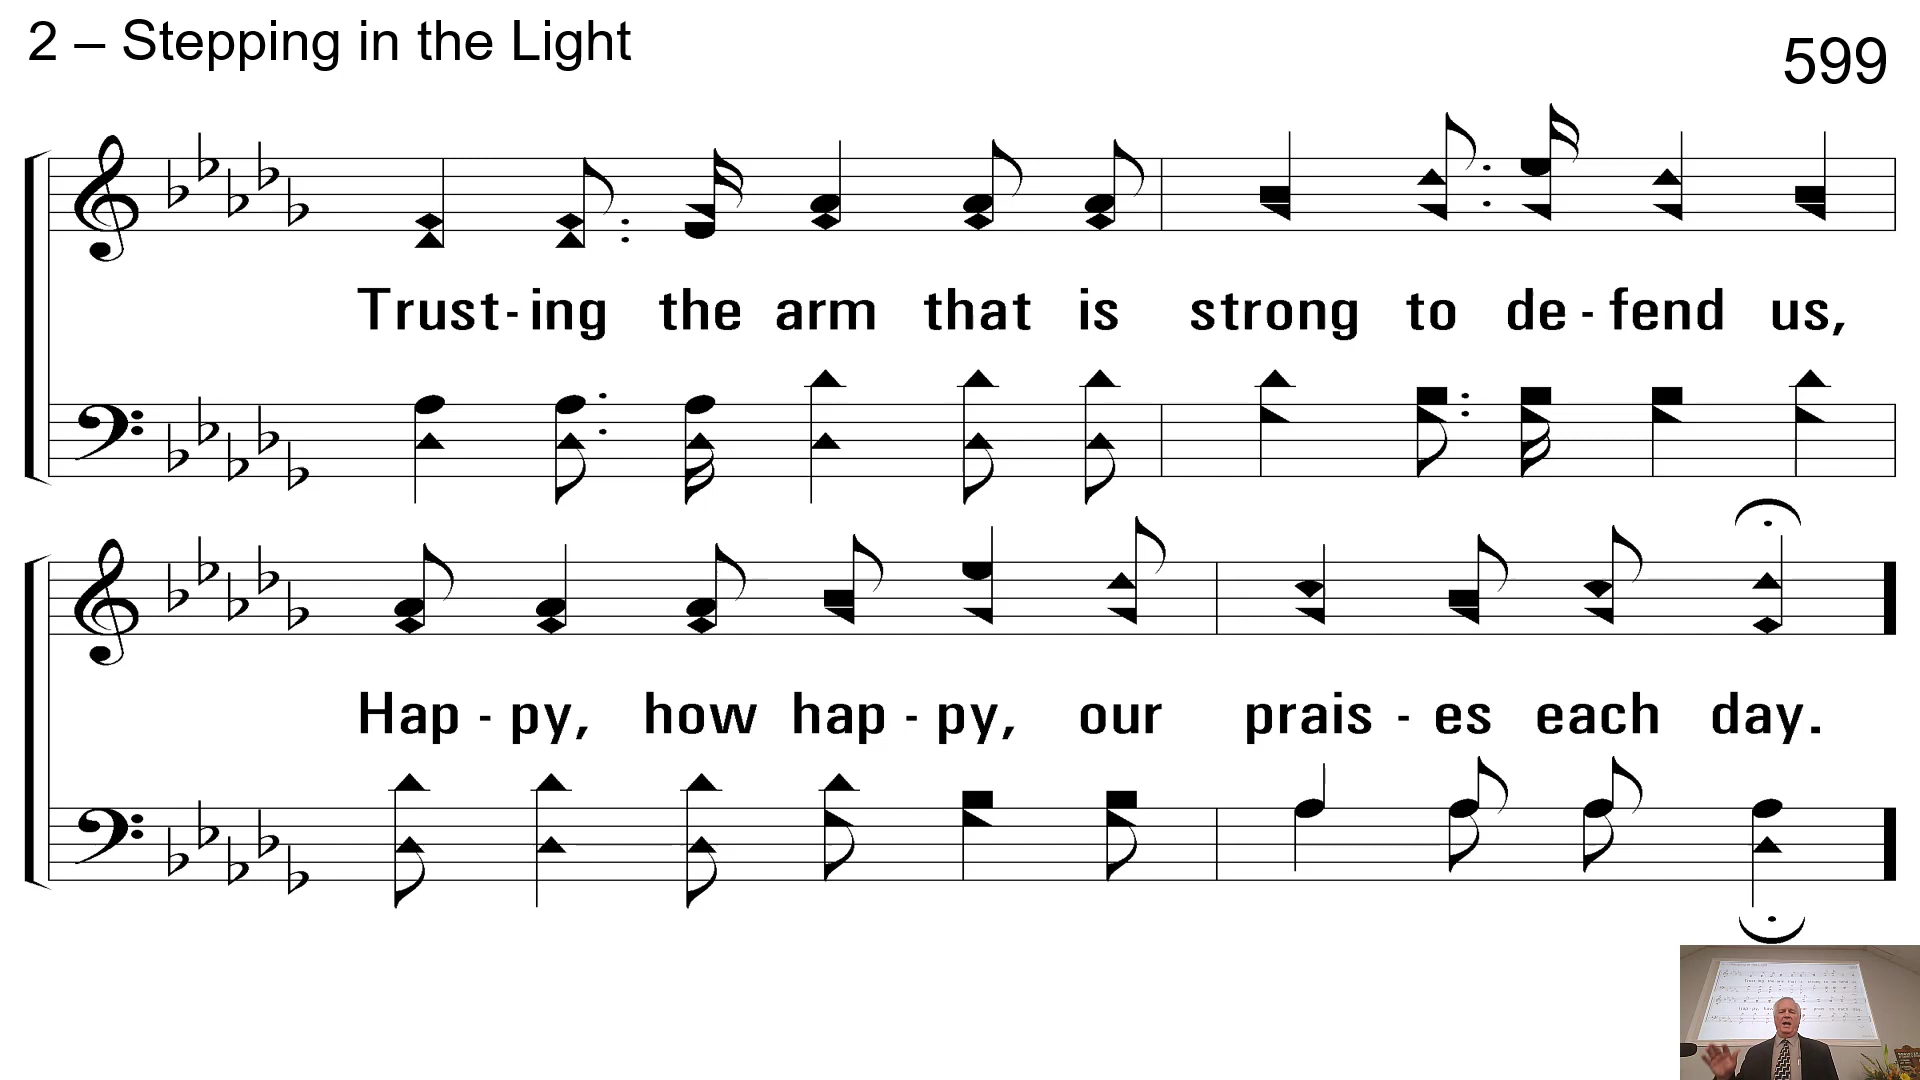 2 – Stepping in the Light
599
Trust-ing the arm that is strong to de-fend us,
Hap-py, how hap-py, our prais-es each day.